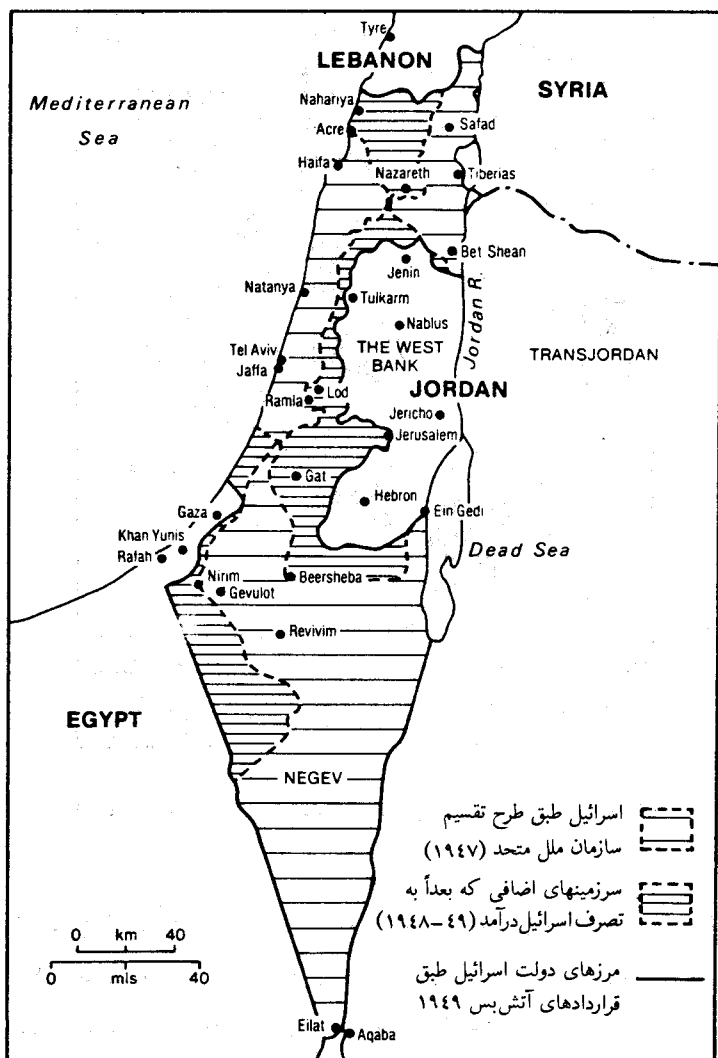 Tyre
LEBANON
SYRIA
Mediterranean
Sea
Nahariya
Acre
Safad
Haifa
Nazareth
Tiberias
Bet Shean
Jenin
Natanya
Tulkarm
Nablus
Jordan R.
THE WEST
BANK
TRANSJORDAN
Tel Aviv
Jaffa
JORDAN
Lod
Ramla
Jericho
Jerusalem
Gat
Hebron
Ein Gedi
Gaza
Khan Yunis
Rafah
Dead Sea
Nirim
Beersheba
Gevulot
Revivim
EGYPT
NEGEV
اسرائیل طبق طرح تقسیم
سازمان ملل متحد (۱۹٤۷)
سرزمینهای اضافی که بعداً به
تصرف اسرائیل درآمد (٤۹–۱۹٤۸)
مرزهای دولت اسرائیل طبق
قراردادهای آتش‌بس ۱۹٤۹
0 km 40
0 mls 40
Eilat
Aqaba